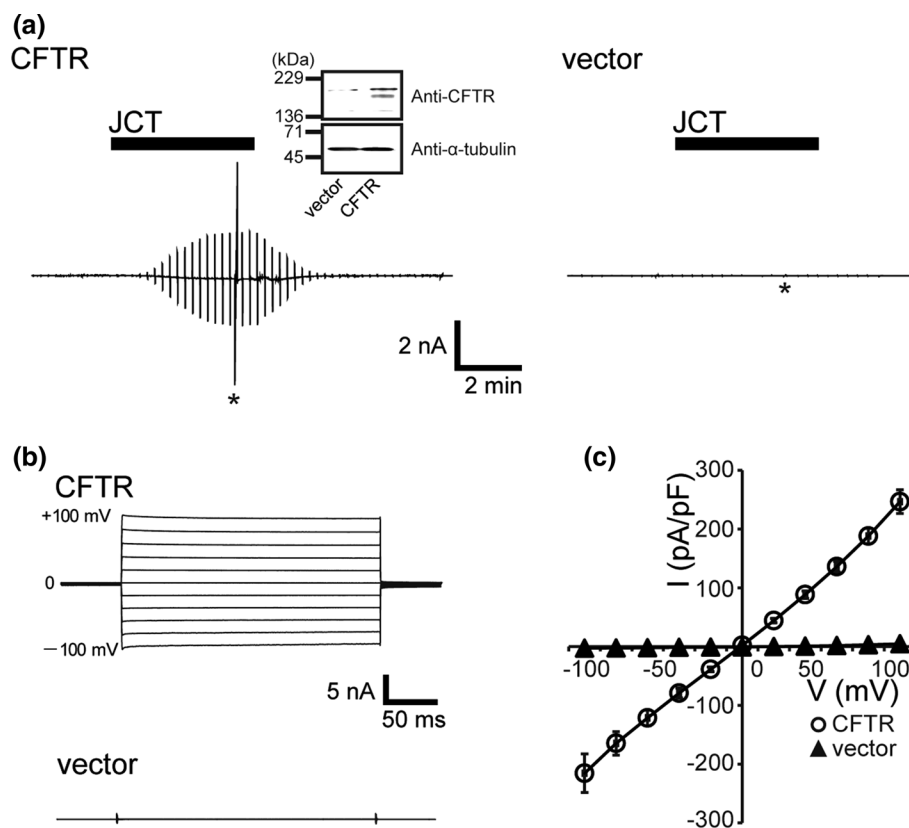 (a)
CFTR
vector
JCT
(kDa)
229
136
71
45
Anti-CFTR
Anti-α-tubulin
vector
CFTR
JCT
*
*
2 nA
2 min
(b)
CFTR
+100 mV
0
−100 mV
5 nA
50 ms
vector
(c)
I (pA/pF)
300
200
100
-100
-200
-300
-100
-50
0
50
100
V (mV)
CFTR
vector